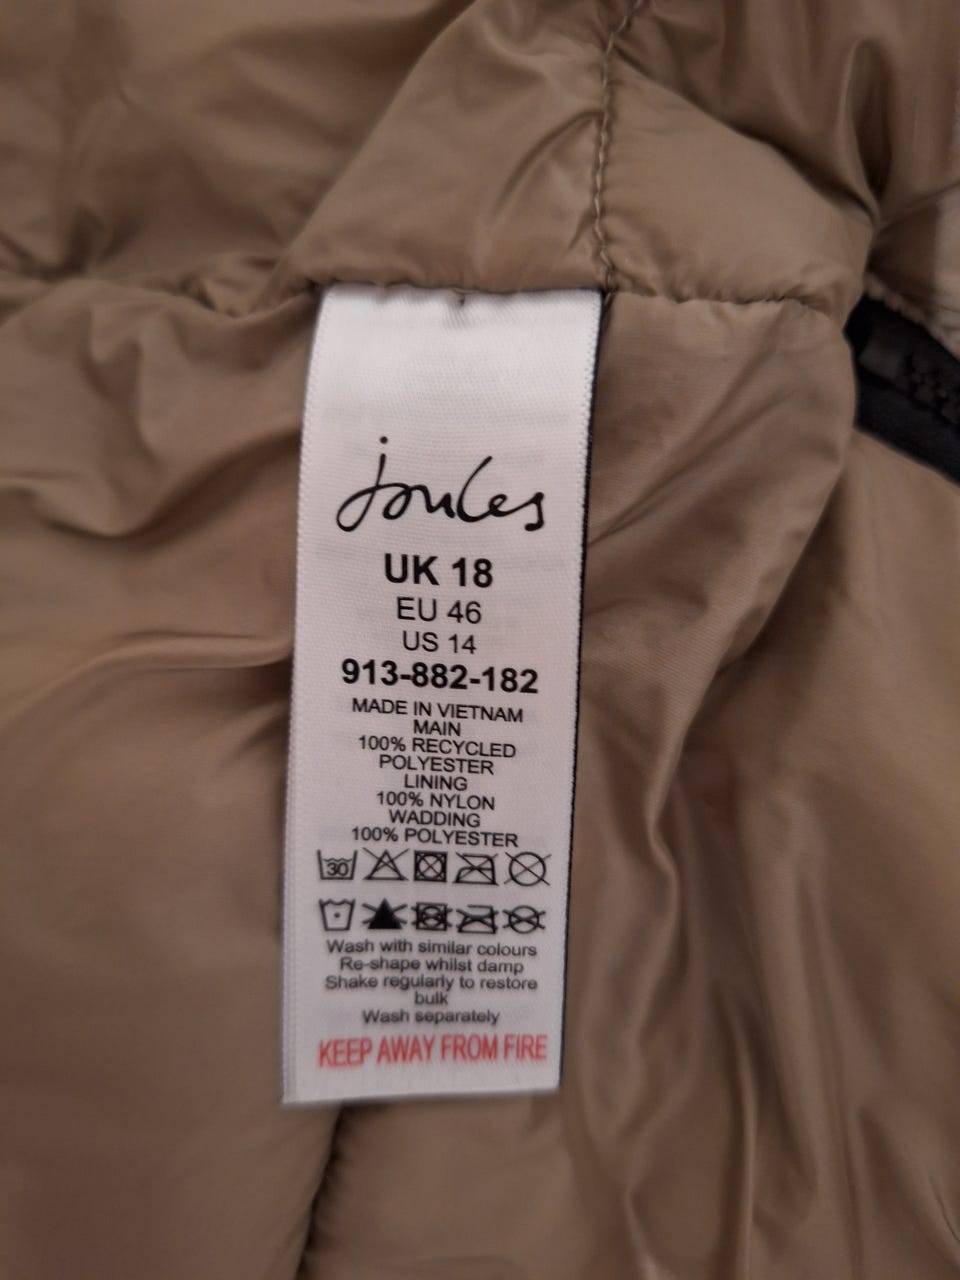 joules
UK 18
EU 46
US 14
913-882-182
MADE IN VIETNAM
MAIN
100% RECYCLED
POLYESTER
LINING
100% NYLON
WADDING
100% POLYESTER
30
Wash with similar colours
Re-shape whilst damp
Shake regularly to restore
bulk
Wash separately
KEEP AWAY FROM FIRE